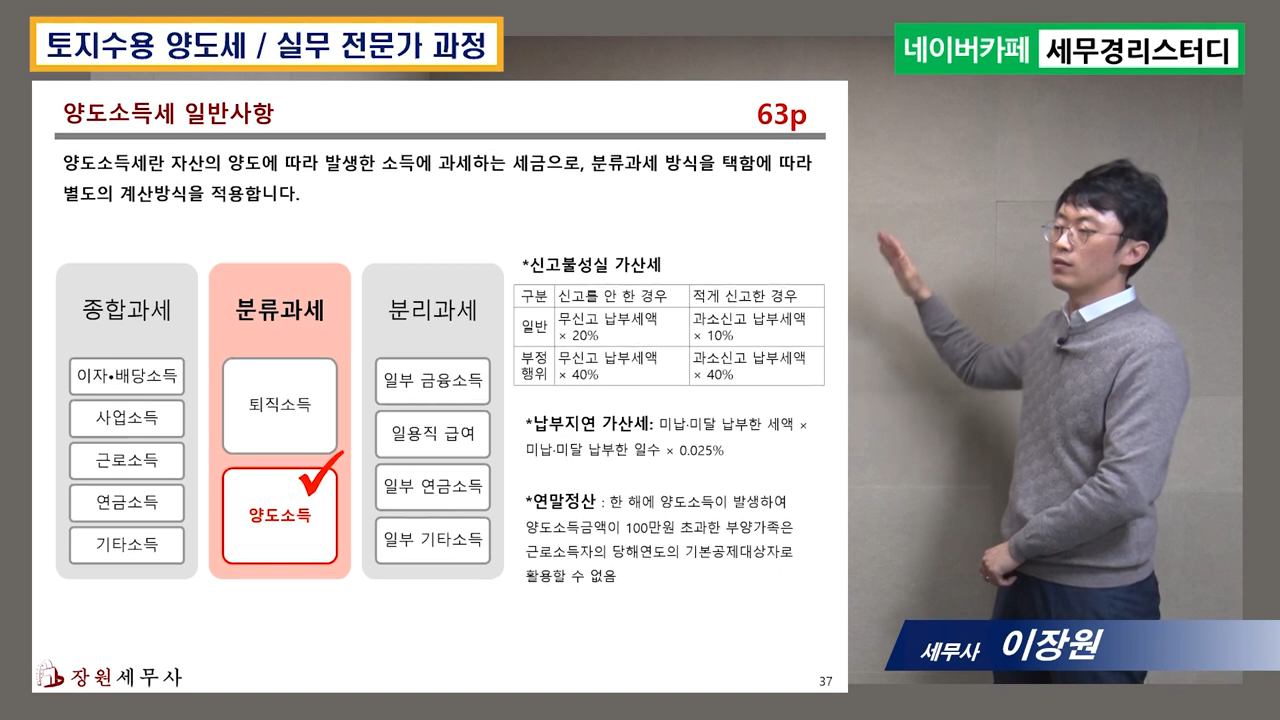 토지수용 양도세 / 실무 전문가 과정
네이버카페 세무경리스터디
양도소득세 일반사항
63p
양도소득세란 자산의 양도에 따라 발생한 소득에 과세하는 세금으로, 분류과세 방식을 택함에 따라
별도의 계산방식을 적용합니다.
종합과세
이자•배당소득
사업소득
근로소득
연금소득
기타소득
분류과세
퇴직소득
양도소득
분리과세
일부 금융소득
일용직 급여
일부 연금소득
일부 기타소득
*신고불성실 가산세
구분 신고를 안 한 경우 적게 신고한 경우
일반 무신고 납부세액 × 20% 과소신고 납부세액 × 10%
부정행위 무신고 납부세액 × 40% 과소신고 납부세액 × 40%
*납부지연 가산세: 미납·미달 납부한 세액 ×
미납·미달 납부한 일수 × 0.025%
*연말정산 : 한 해에 양도소득이 발생하여
양도소득금액이 100만원 초과한 부양가족은
근로소득자의 당해연도의 기본공제대상자로
활용할 수 없음
장원세무사
37
세무사 이장원